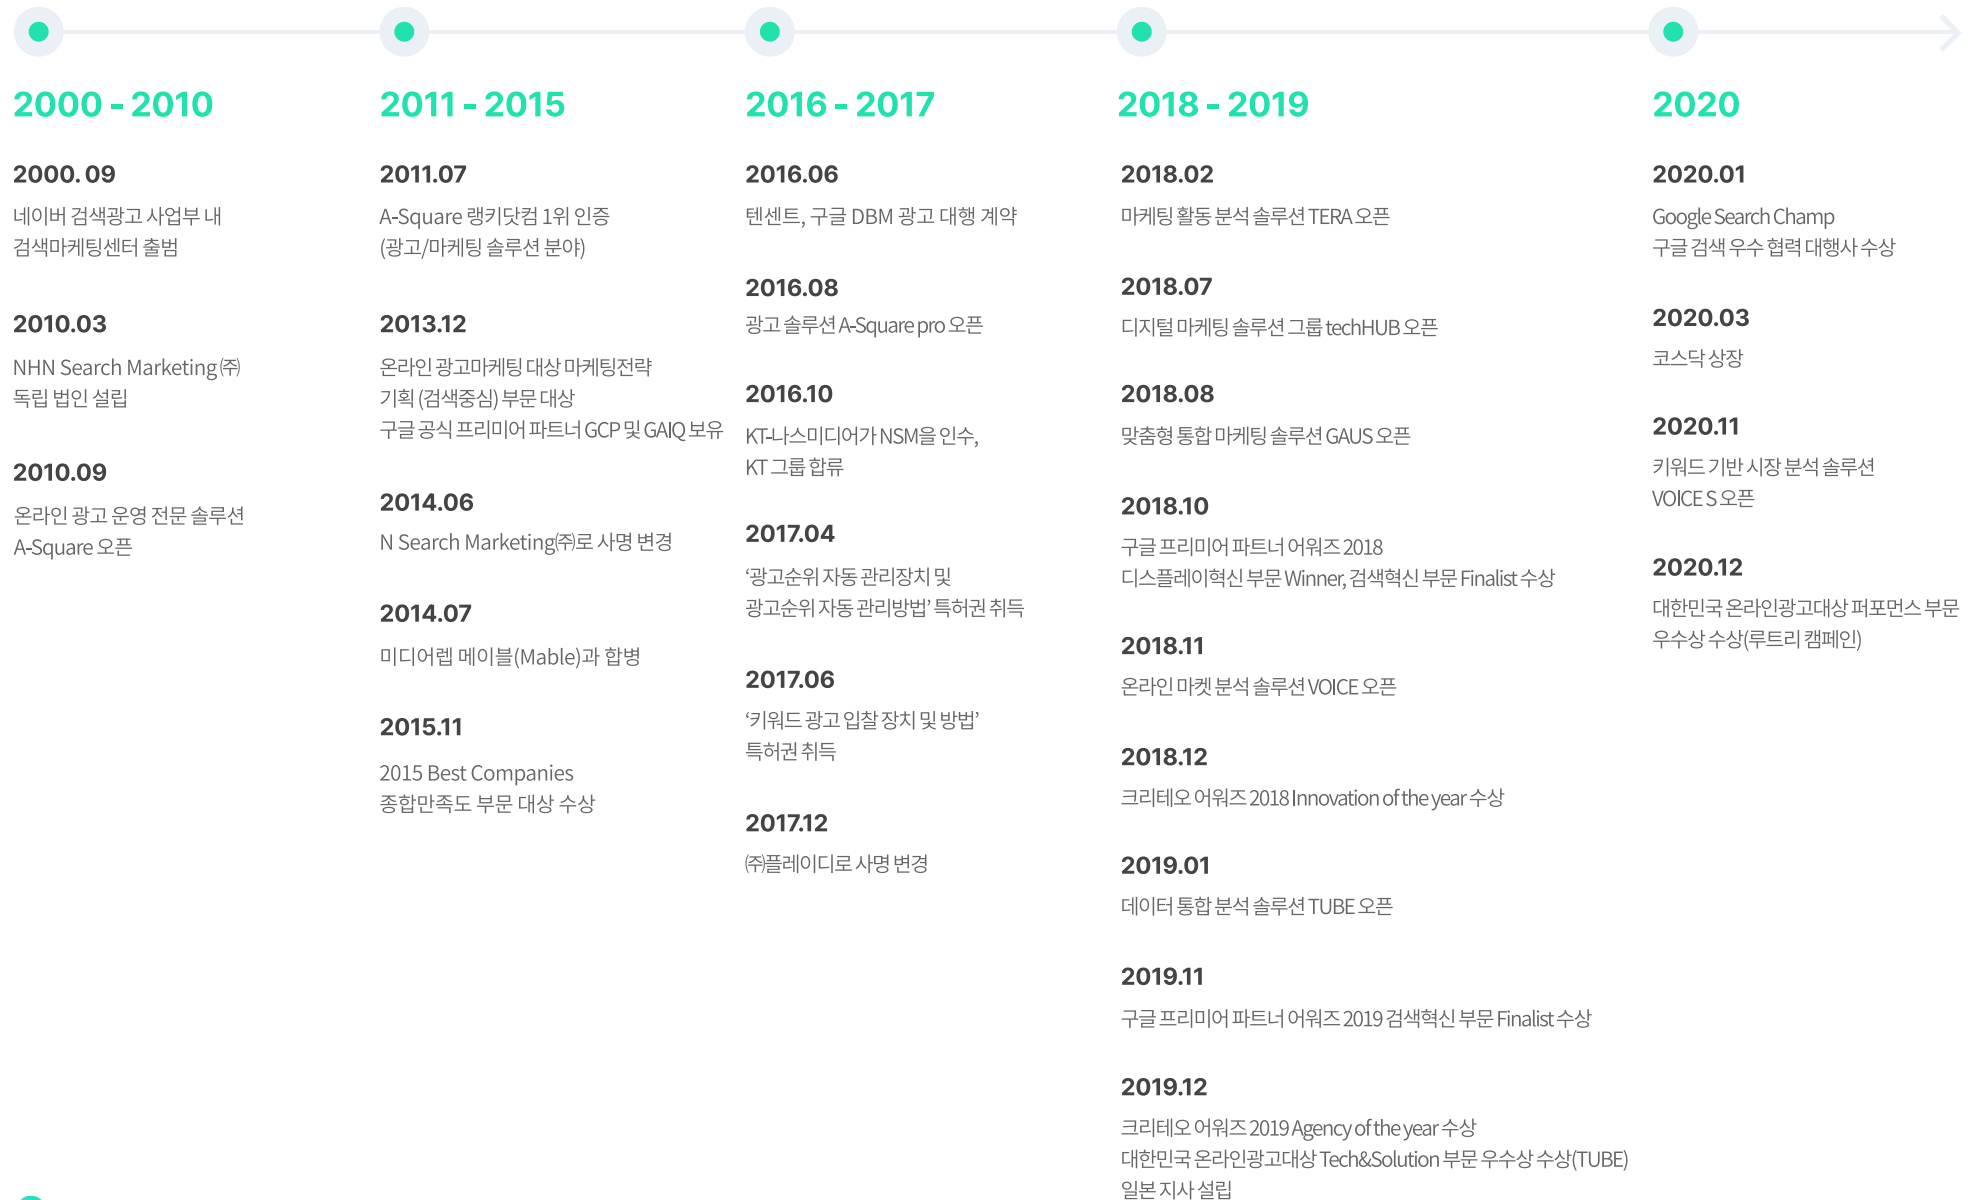 2000 - 2010
2000. 09
네이버 검색광고 사업부 내
검색마케팅센터 출범
2010.03
NHN Search Marketing㈜
독립 법인 설립
2010.09
온라인 광고 운영 전문 솔루션
A-Square 오픈
2011 - 2015
2011.07
A-Square 랭키닷컴 1위 인증
(광고/마케팅 솔루션 분야)
2013.12
온라인 광고마케팅 대상 마케팅전략
기획 (검색중심) 부문 대상
구글 공식 프리미어 파트너 GCP 및 GAIQ 보유
2014.06
N Search Marketing㈜로 사명 변경
2014.07
미디어렙 메이블(Mable)과 합병
2015.11
2015 Best Companies
종합만족도 부문 대상 수상
2016 - 2017
2016.06
텐센트, 구글 DBM 광고 대행 계약
2016.08
광고 솔루션 A-Square pro 오픈
2016.10
KT-나스미디어가 NSM을 인수,
KT 그룹 합류
2017.04
‘광고순위 자동 관리장치 및
광고순위 자동 관리방법’ 특허권 취득
2017.06
‘키워드 광고 입찰 장치 및 방법’
특허권 취득
2017.12
㈜플레이디로 사명 변경
2018 - 2019
2018.02
마케팅 활동 분석 솔루션 TERA 오픈
2018.07
디지털 마케팅 솔루션 그룹 techHUB 오픈
2018.08
맞춤형 통합 마케팅 솔루션 GAUS 오픈
2018.10
구글 프리미어 파트너 어워즈 2018
디스플레이혁신 부문 Winner, 검색혁신 부문 Finalist 수상
2018.11
온라인 마켓 분석 솔루션 VOICE 오픈
2018.12
크리테오 어워즈 2018 Innovation of the year 수상
2019.01
데이터 통합 분석 솔루션 TUBE 오픈
2019.11
구글 프리미어 파트너 어워즈 2019 검색혁신 부문 Finalist 수상
2019.12
크리테오 어워즈 2019 Agency of the year 수상
대한민국 온라인광고대상 Tech&Solution 부문 우수상 수상(TUBE)
일본 지사 설립
2020
2020.01
Google Search Champ
구글 검색 우수 협력 대행사 수상
2020.03
코스닥 상장
2020.11
키워드 기반 시장 분석 솔루션
VOICE S 오픈
2020.12
대한민국 온라인광고대상 퍼포먼스 부문
우수상 수상(루트리 캠페인)